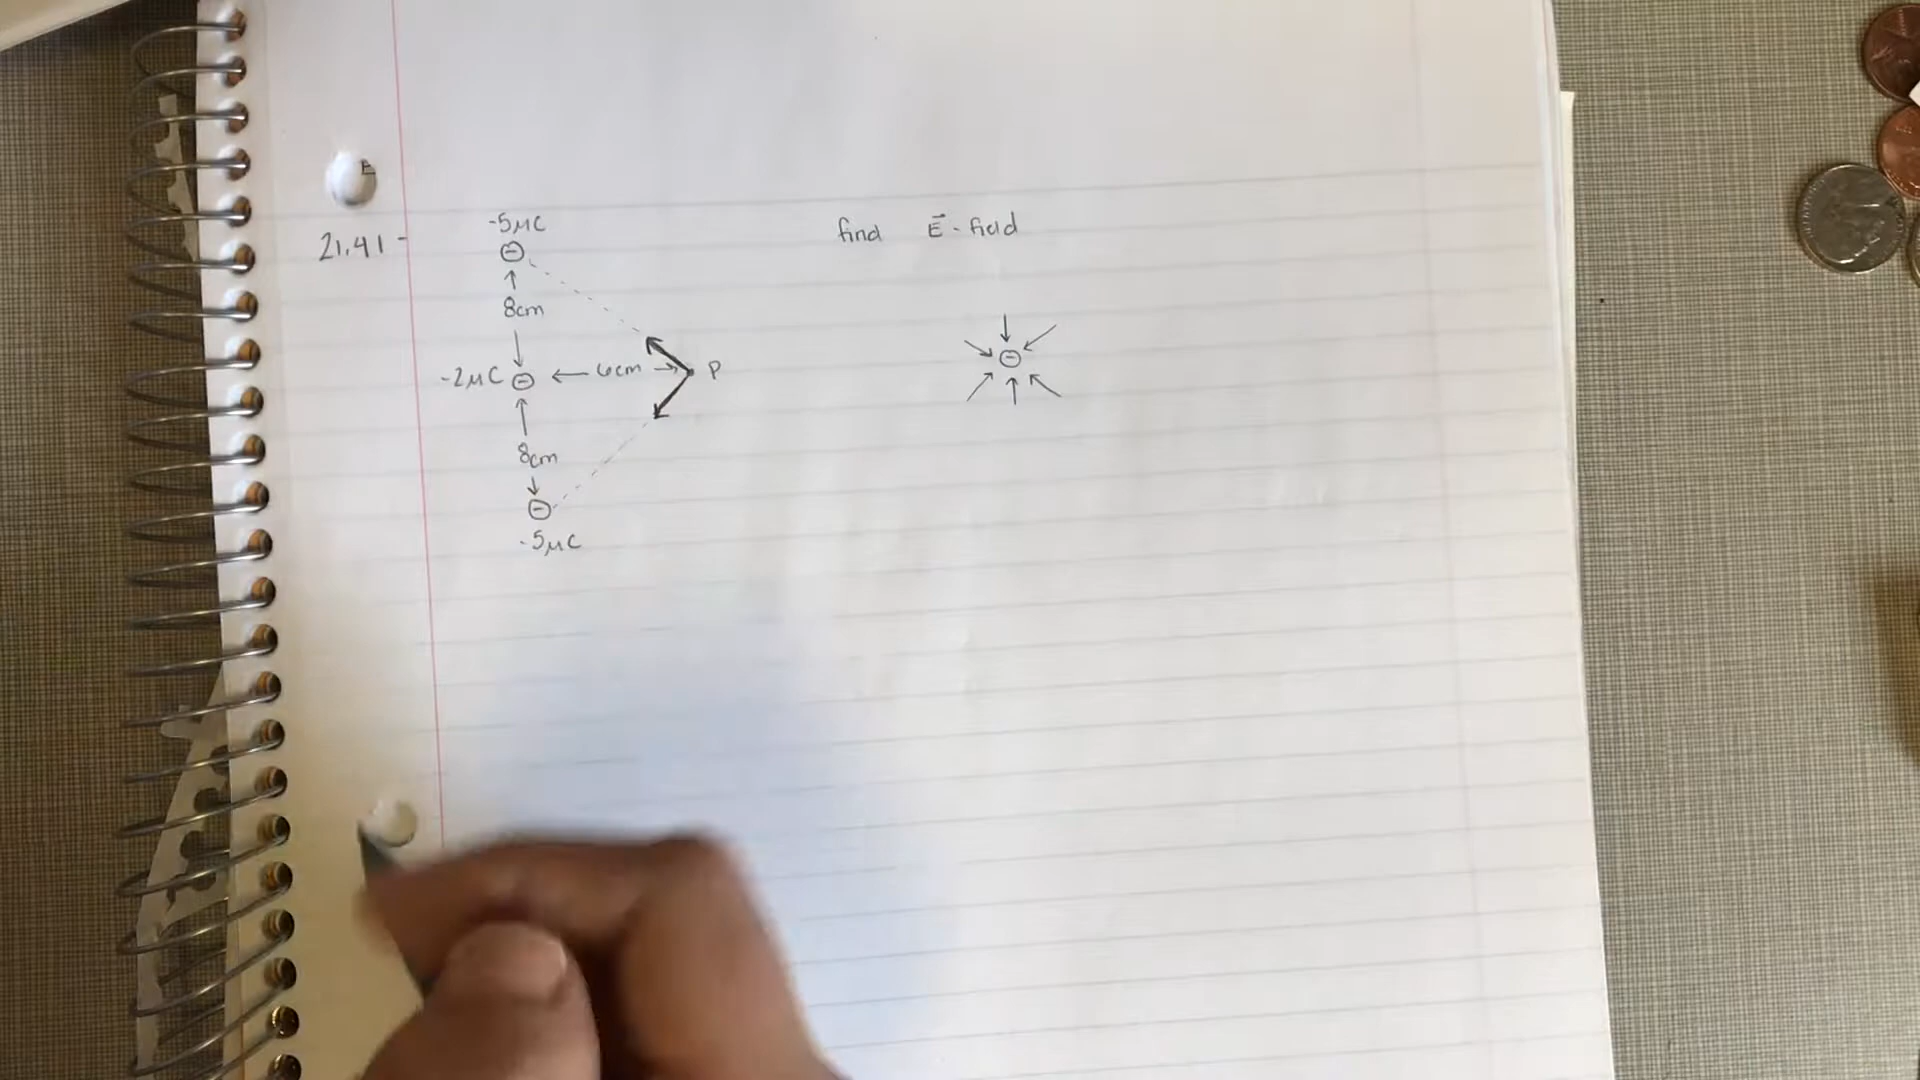 E
21.41 -
-5μC
⊖
8cm
-2μC ⊖ 6cm P
8cm
⊖
-5μC
find E⃗ - field
⊖